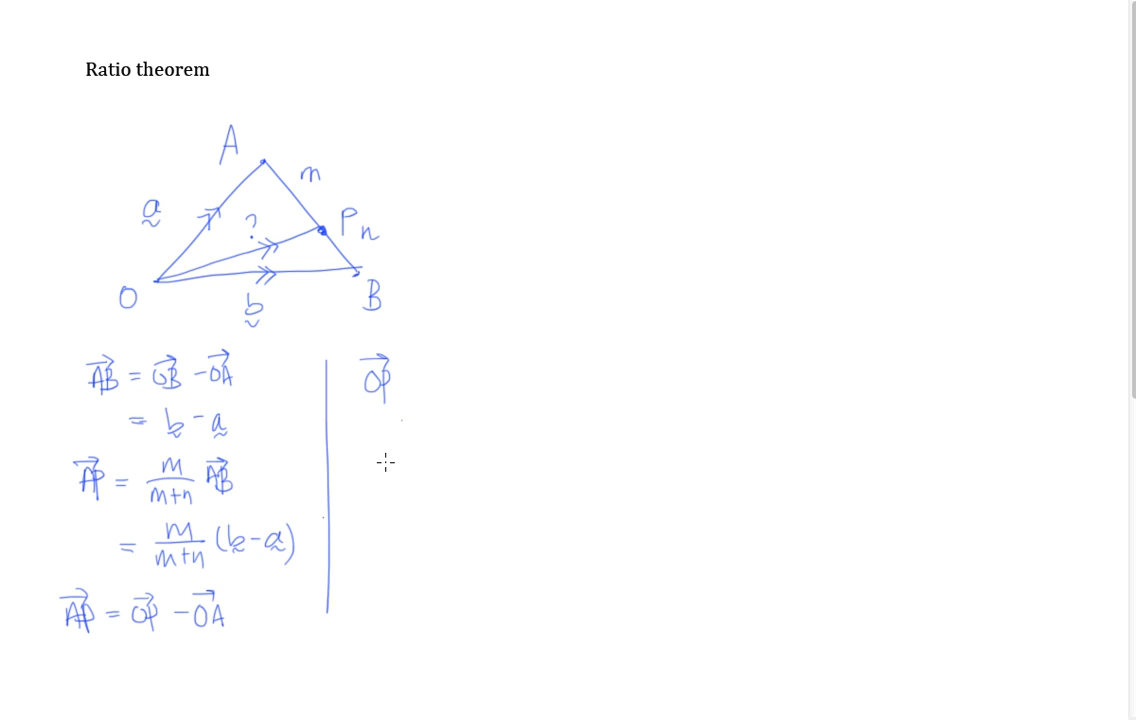 Ratio theorem
A
m
a
?
P
n
O
b
B
AB = OB - OA
= b - a
AP = m/(m+n) AB
= m/(m+n) (b - a)
AP = OP - OA
OP